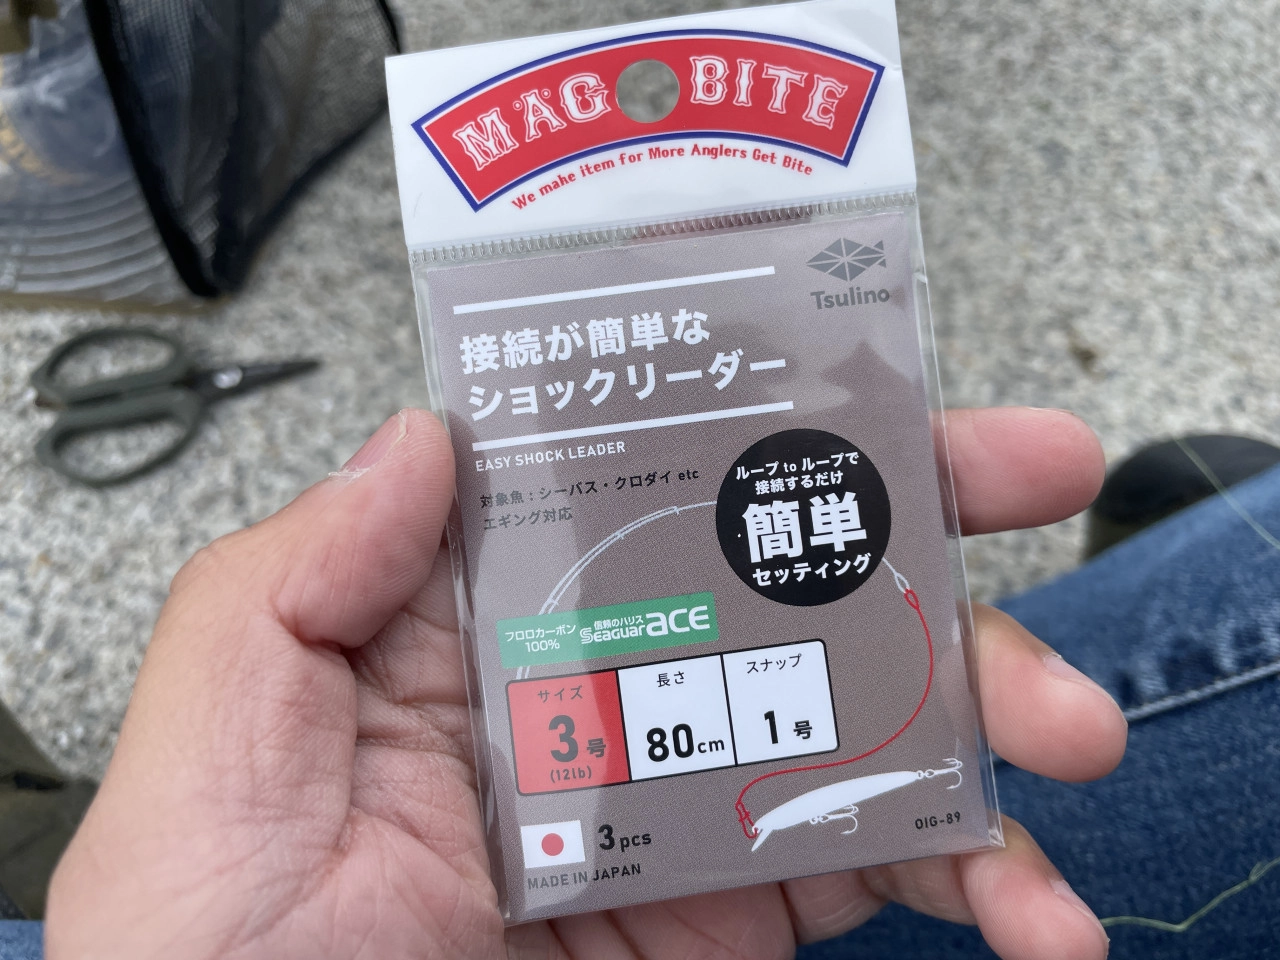 MAG BITE
We make item for More Anglers Get Bite
Tsulino
接続が簡単な
ショックリーダー
EASY SHOCK LEADER
対象魚：シーバス・クロダイ etc
エギング対応
ループ to ループで
接続するだけ
簡単
セッティング
フロロカーボン
100%
信頼のハリス
Seaguar ACE
サイズ
3号
(12lb)
長さ
80cm
スナップ
1号
3pcs
MADE IN JAPAN
OIG-89